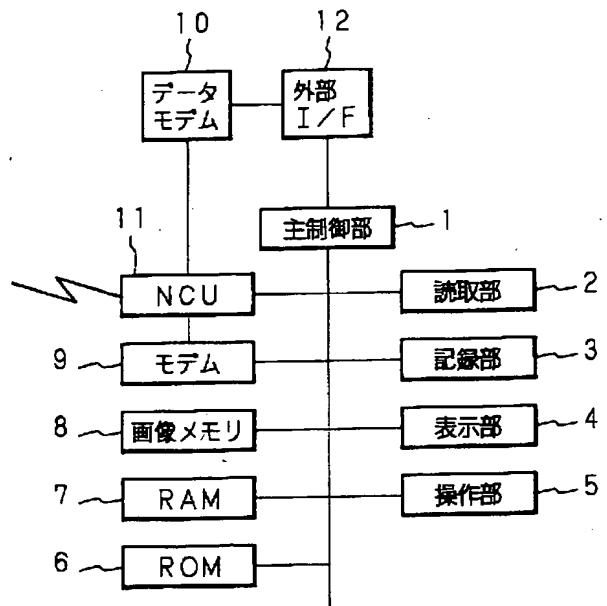 10
12
データ
モデム
外部
I/F
主制御部
1
11
NCU
読取部
2
9
モデム
記録部
3
8
画像メモリ
表示部
4
7
RAM
操作部
5
6
ROM